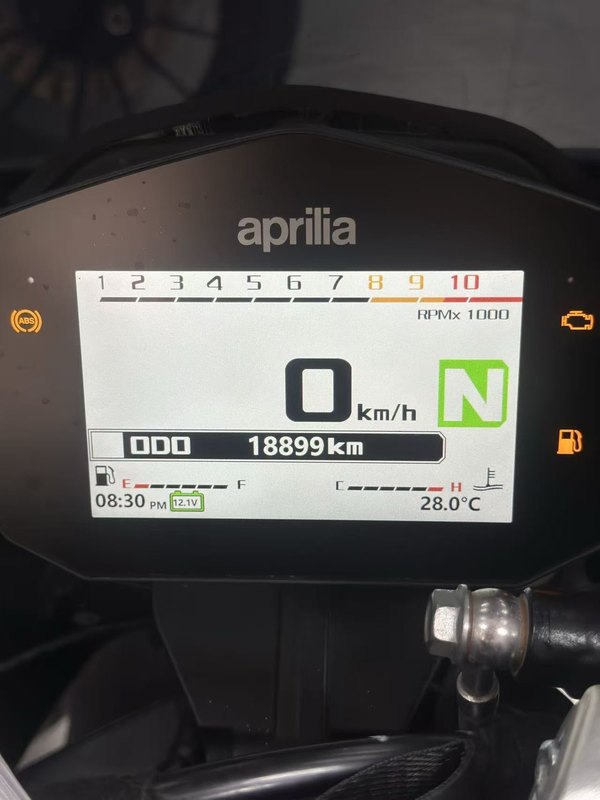 aprilia
1 2 3 4 5 6 7 8 9 10
RPMx 1000
ABS
0 km/h N
ODO 18899km
E F C H
08:30 PM 12.1V 28.0°C